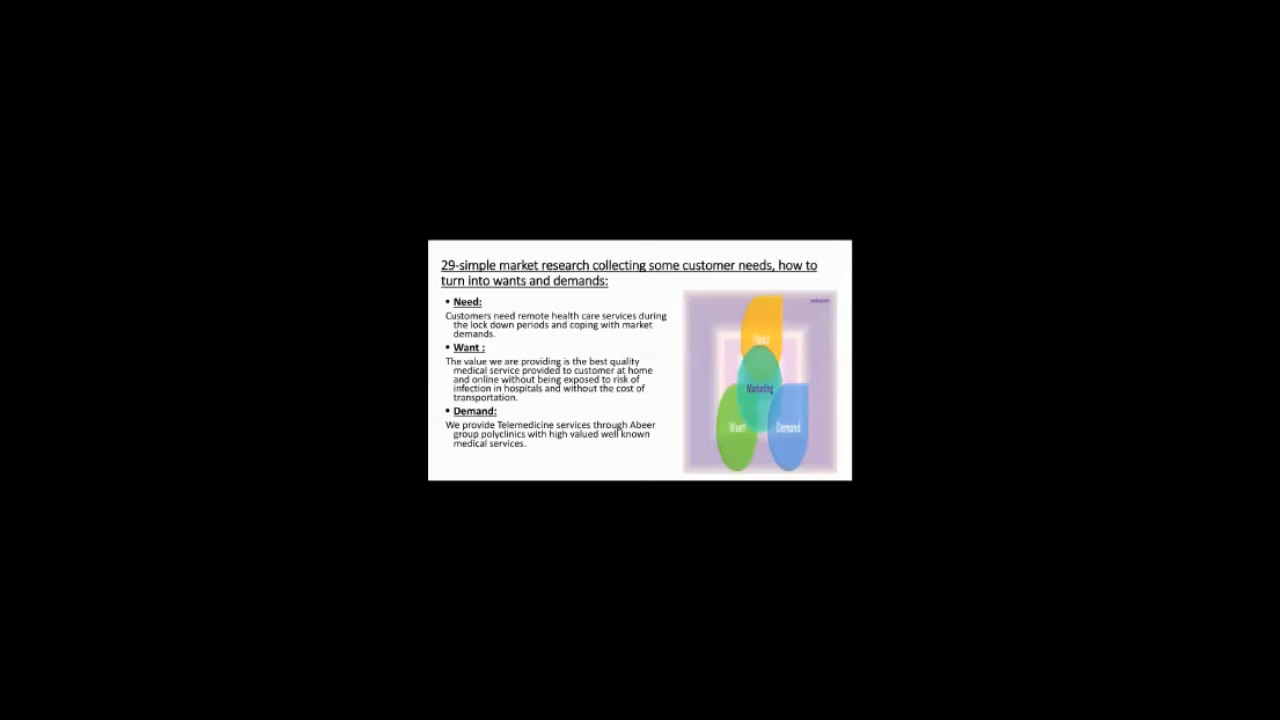 29-simple market research collecting some customer needs, how to
turn into wants and demands:
• Need:
Customers need remote health care services during
the lock down periods and coping with market
demands.
• Want :
The value we are providing is the best quality
medical service provided to customer at home
and online without being exposed to risk of
infection in hospitals and without the cost of
transportation.
• Demand:
We provide Telemedicine services through Abeer
group polyclinics with high valued well known
medical services.
Marketing
Want
Demand